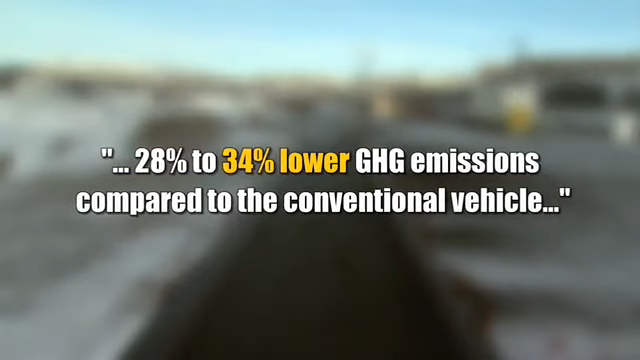 "... 28% to 34% lower GHG emissions
compared to the conventional vehicle..."